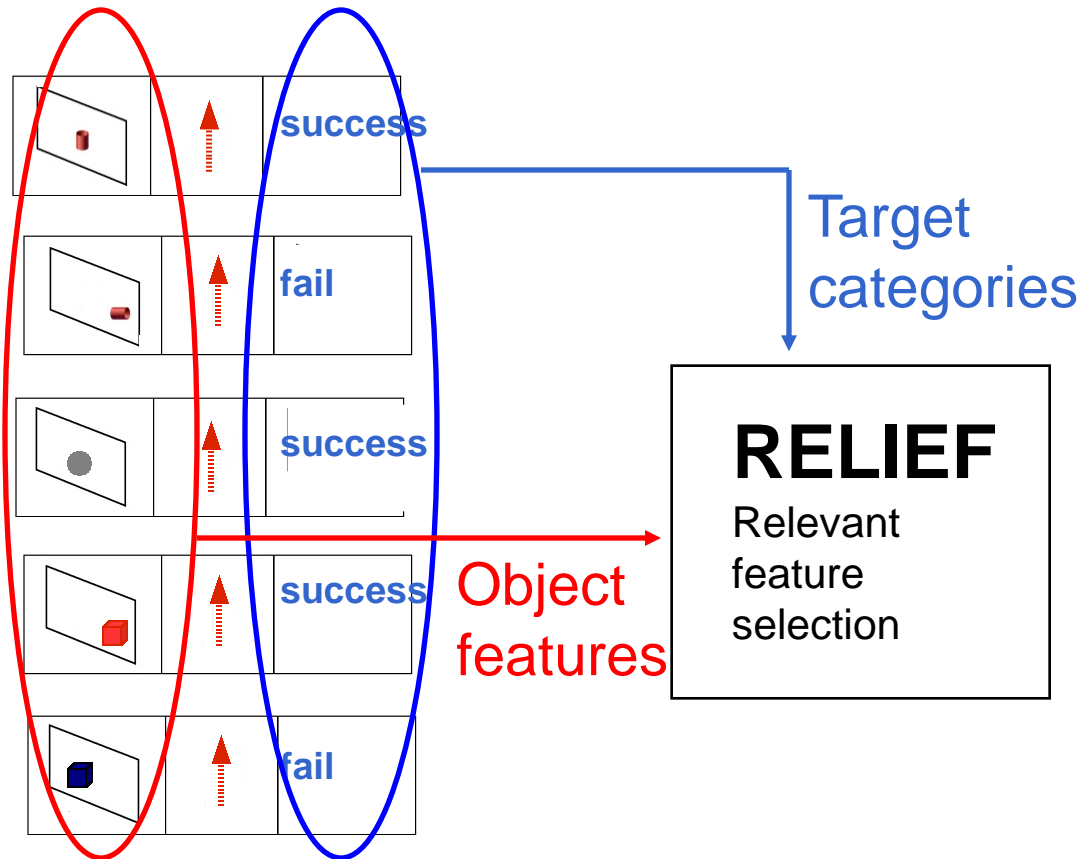 success
fail
success
success
fail
Target
categories
Object
features
RELIEF
Relevant
feature
selection